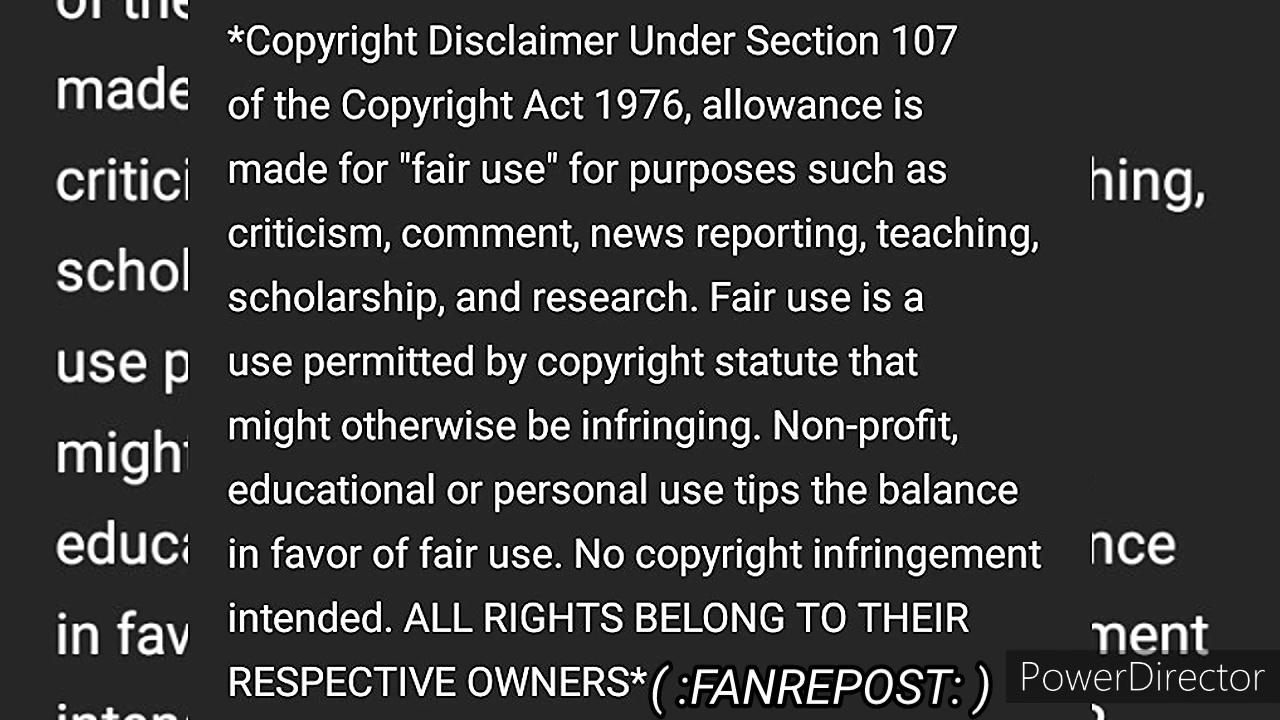 *Copyright Disclaimer Under Section 107
of the Copyright Act 1976, allowance is
made for "fair use" for purposes such as
criticism, comment, news reporting, teaching,
scholarship, and research. Fair use is a
use permitted by copyright statute that
might otherwise be infringing. Non-profit,
educational or personal use tips the balance
in favor of fair use. No copyright infringement
intended. ALL RIGHTS BELONG TO THEIR
RESPECTIVE OWNERS*
( :FANREPOST: )
PowerDirector